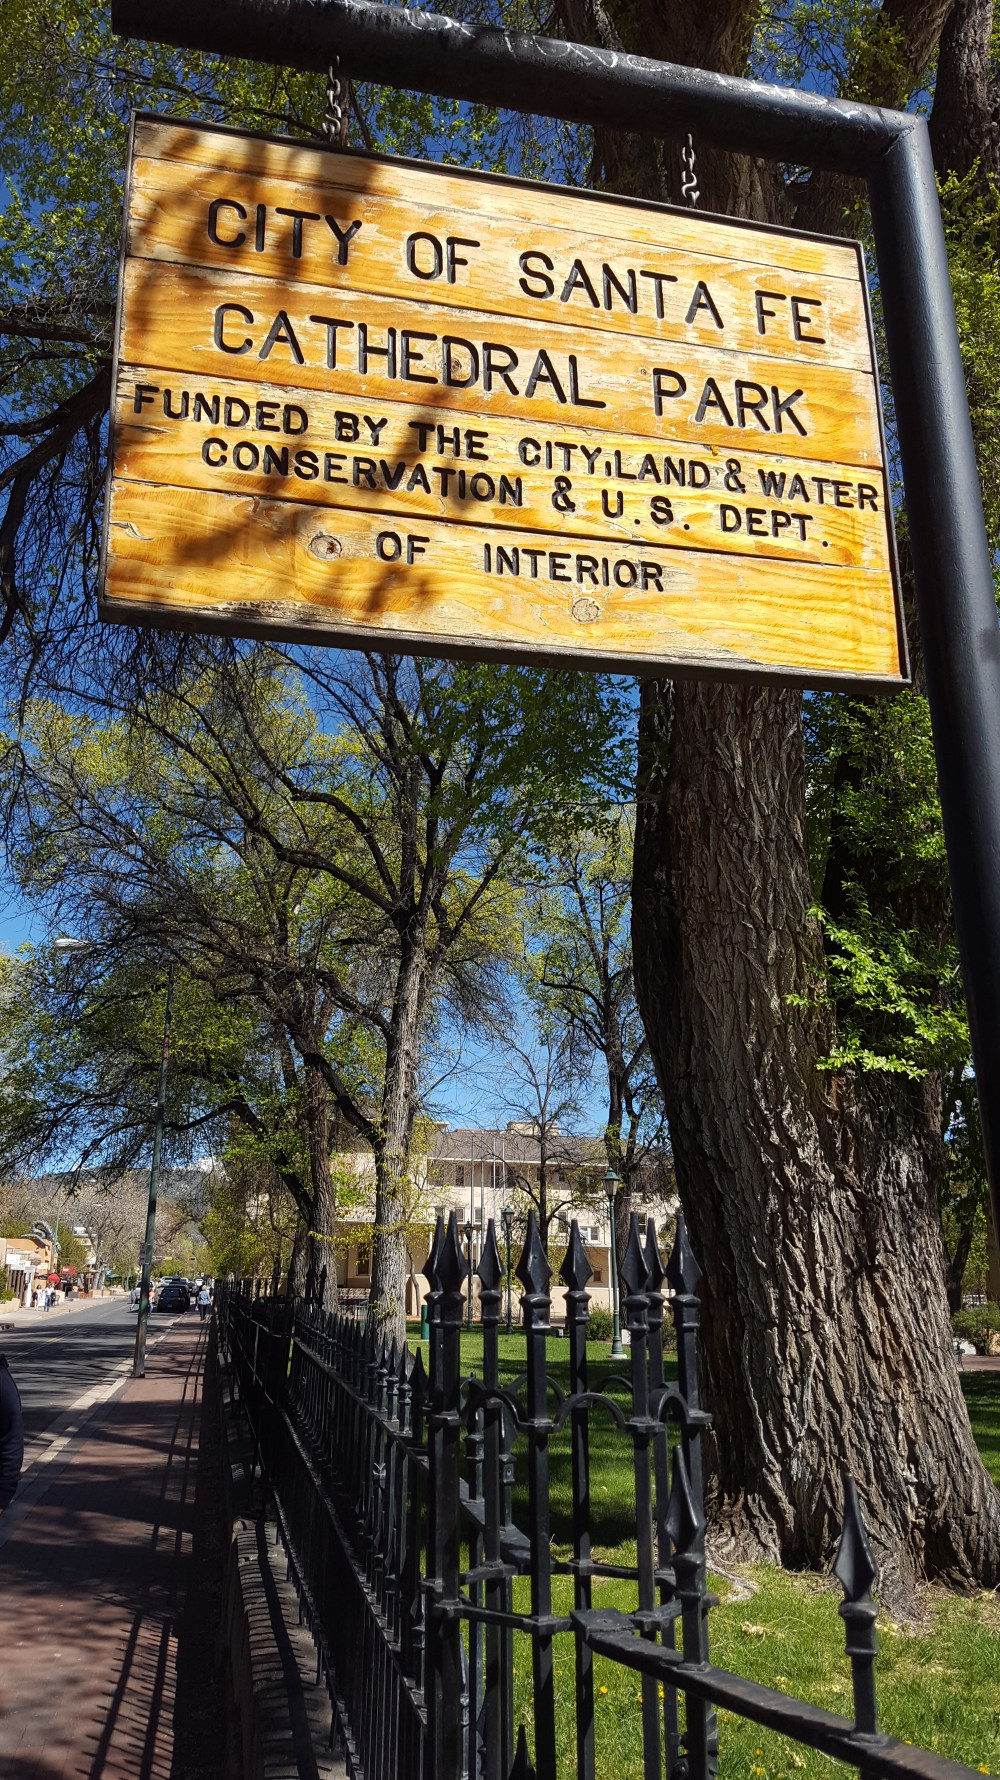 CITY OF SANTA FE
CATHEDRAL PARK
FUNDED BY THE CITY, LAND & WATER
CONSERVATION & U.S. DEPT.
OF INTERIOR